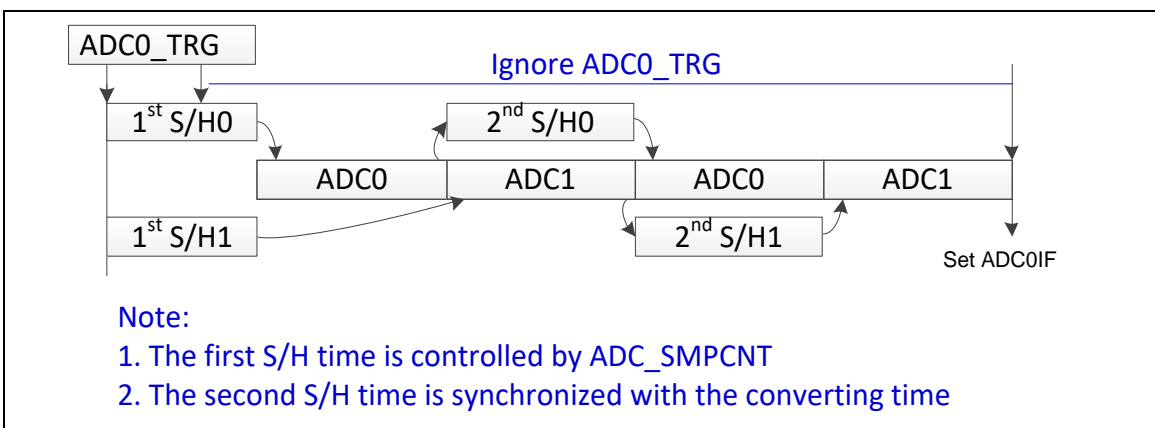 ADC0_TRG
Ignore ADC0_TRG
1st S/H0
2nd S/H0
ADC0
ADC1
ADC0
ADC1
1st S/H1
2nd S/H1
Set ADC0IF
Note:
1. The first S/H time is controlled by ADC_SMPCNT
2. The second S/H time is synchronized with the converting time